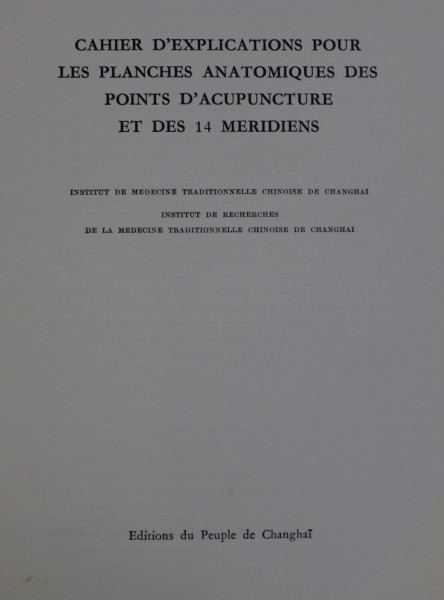 CAHIER D'EXPLICATIONS POUR
LES PLANCHES ANATOMIQUES DES
POINTS D'ACUPUNCTURE
ET DES 14 MERIDIENS
INSTITUT DE MEDECINE TRADITIONNELLE CHINOISE DE CHANGHAI
INSTITUT DE RECHERCHES
DE LA MEDECINE TRADITIONNELLE CHINOISE DE CHANGHAI
Editions du Peuple de Changhaï